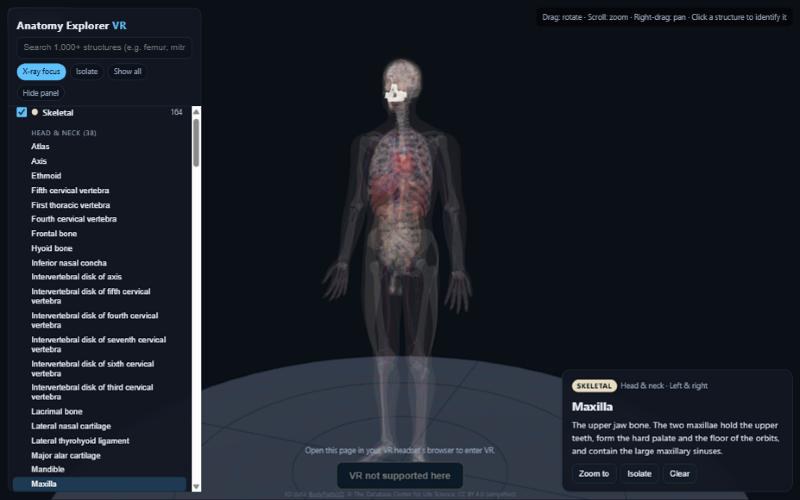 Anatomy Explorer VR
Search 1,000+ structures (e.g. femur, mitr
X-ray focus
Isolate
Show all
Hide panel
Skeletal
164
HEAD & NECK (38)
Atlas
Axis
Ethmoid
Fifth cervical vertebra
First thoracic vertebra
Fourth cervical vertebra
Frontal bone
Hyoid bone
Inferior nasal concha
Intervertebral disk of axis
Intervertebral disk of fifth cervical
vertebra
Intervertebral disk of fourth cervical
vertebra
Intervertebral disk of seventh cervical
vertebra
Intervertebral disk of sixth cervical
vertebra
Intervertebral disk of third cervical
vertebra
Lacrimal bone
Lateral nasal cartilage
Lateral thyrohyoid ligament
Major alar cartilage
Mandible
Maxilla
Drag: rotate · Scroll: zoom · Right-drag: pan · Click a structure to identify it
Open this page in your VR headset's browser to enter VR.
VR not supported here
SKELETAL
Head & neck · Left & right
Maxilla
The upper jaw bone. The two maxillae hold the upper
teeth, form the hard palate and the floor of the orbits,
and contain the large maxillary sinuses.
Zoom to
Isolate
Clear